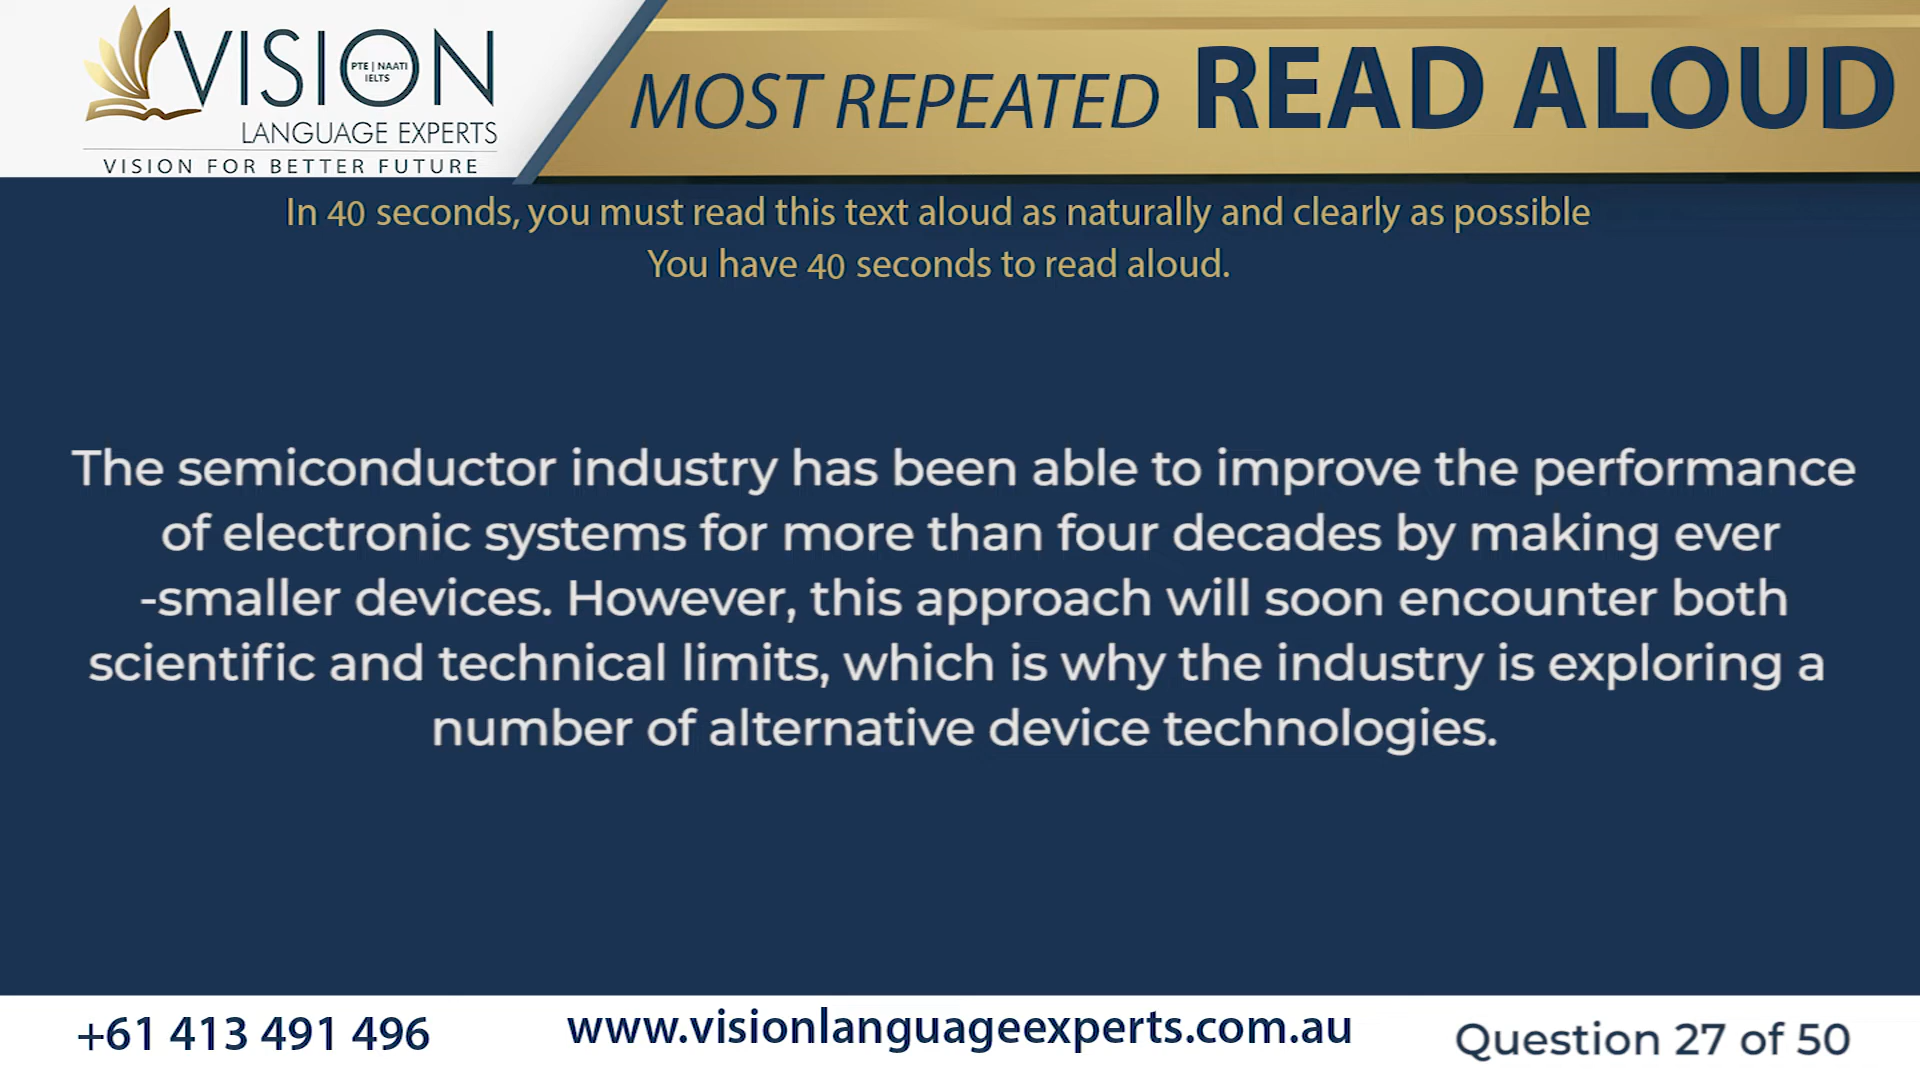 VISION
PTE | NAATI
IELTS
LANGUAGE EXPERTS
VISION FOR BETTER FUTURE
MOST REPEATED READ ALOUD
In 40 seconds, you must read this text aloud as naturally and clearly as possible
You have 40 seconds to read aloud.
The semiconductor industry has been able to improve the performance
of electronic systems for more than four decades by making ever
-smaller devices. However, this approach will soon encounter both
scientific and technical limits, which is why the industry is exploring a
number of alternative device technologies.
+61 413 491 496
www.visionlanguageexperts.com.au
Question 27 of 50